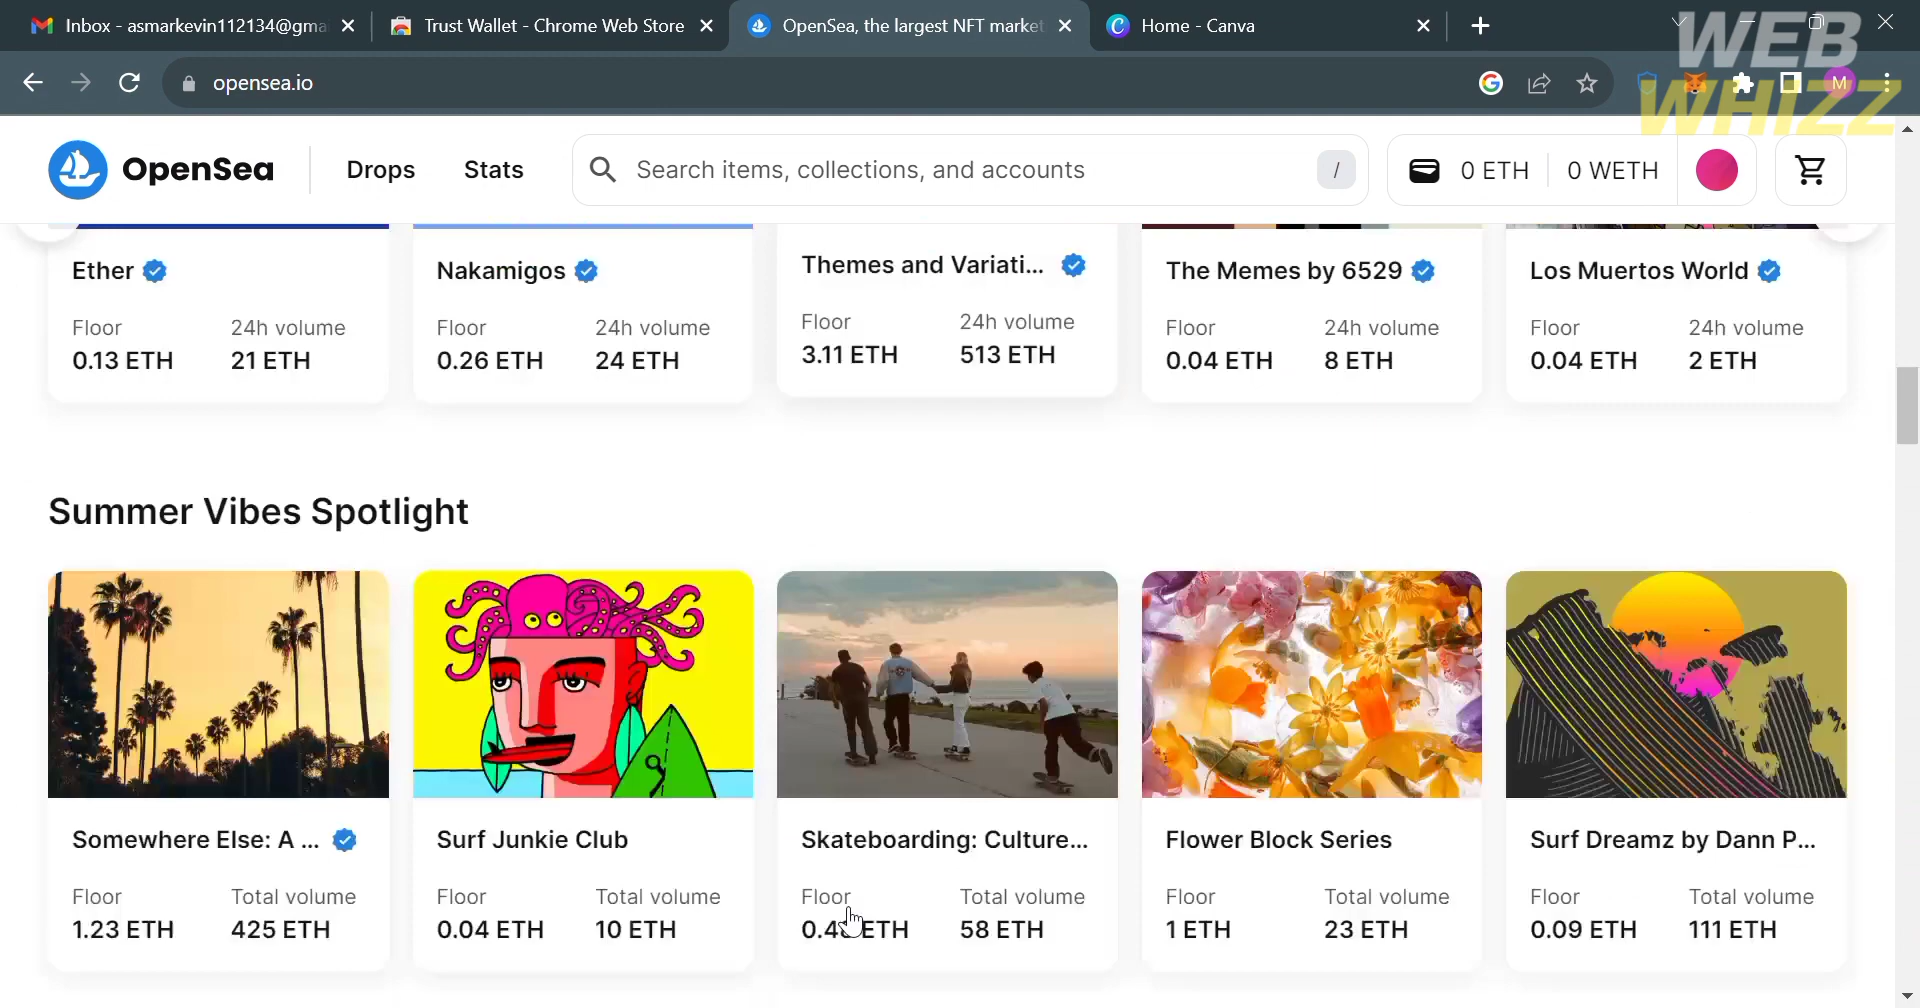 Inbox - asmarkevin112134@gma
Trust Wallet - Chrome Web Store
OpenSea, the largest NFT market
Home - Canva
WEB
WHIZZ
opensea.io
M
OpenSea
Drops
Stats
Search items, collections, and accounts
/
0 ETH
0 WETH
Ether
Nakamigos
Themes and Variati...
The Memes by 6529
Los Muertos World
Floor 24h volume
0.13 ETH 21 ETH
Floor 24h volume
0.26 ETH 24 ETH
Floor 24h volume
3.11 ETH 513 ETH
Floor 24h volume
0.04 ETH 8 ETH
Floor 24h volume
0.04 ETH 2 ETH
Summer Vibes Spotlight
Somewhere Else: A ...
Floor Total volume
1.23 ETH 425 ETH
Surf Junkie Club
Floor Total volume
0.04 ETH 10 ETH
Skateboarding: Culture...
Floor Total volume
ETH 58 ETH
Flower Block Series
Floor Total volume
1 ETH 23 ETH
Surf Dreamz by Dann P...
Floor Total volume
0.09 ETH 111 ETH